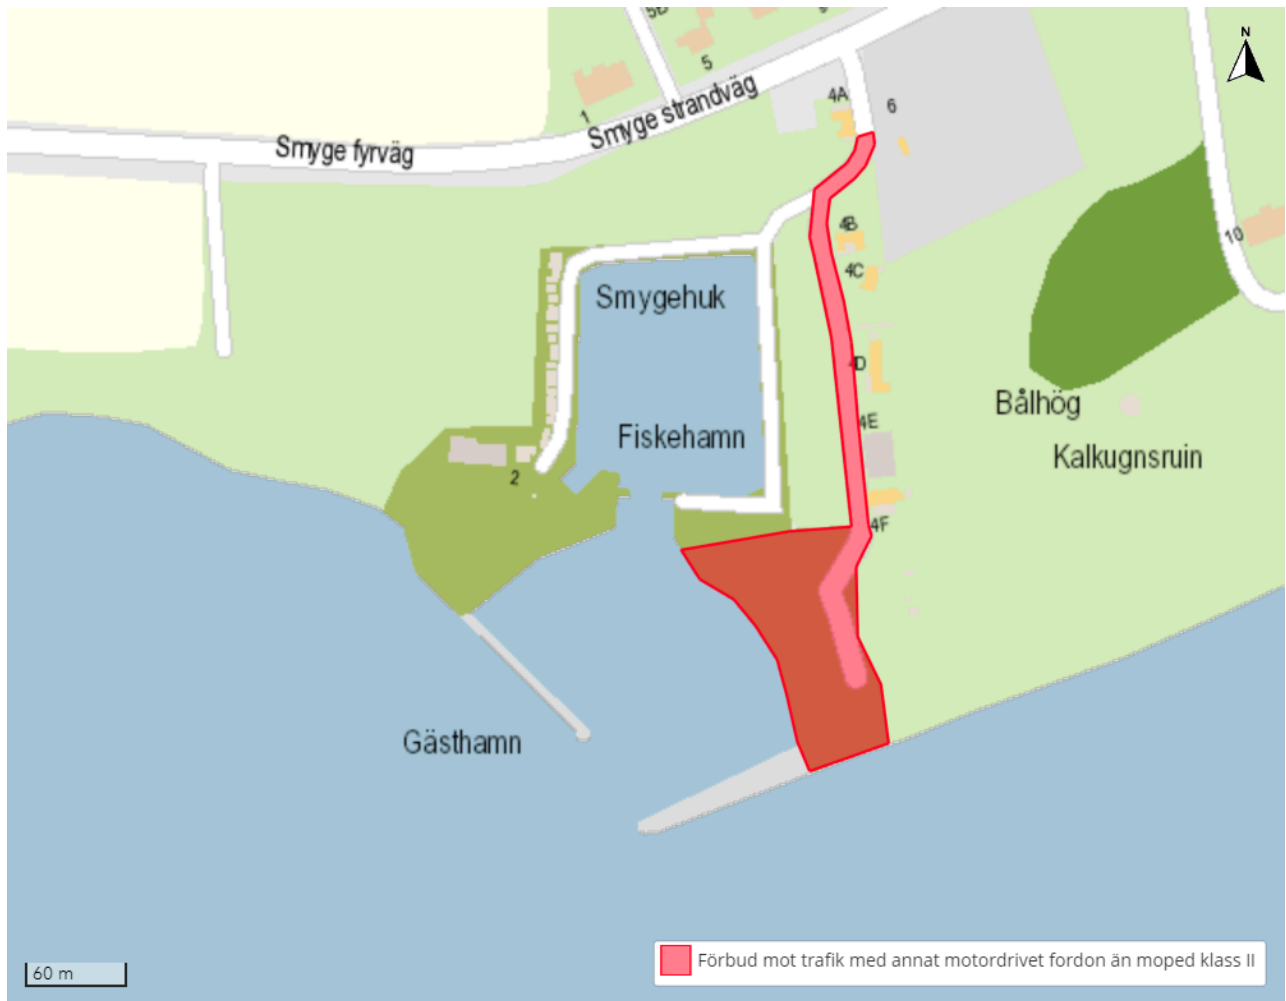 N
5
Smyge strandväg
4A
6
1
Smyge fyrväg
4B
10
4C
Smygehuk
4D
Bålhög
4E
Fiskehamn
Kalkugnsruin
2
4F
Gästhamn
60 m
Förbud mot trafik med annat motordrivet fordon än moped klass II